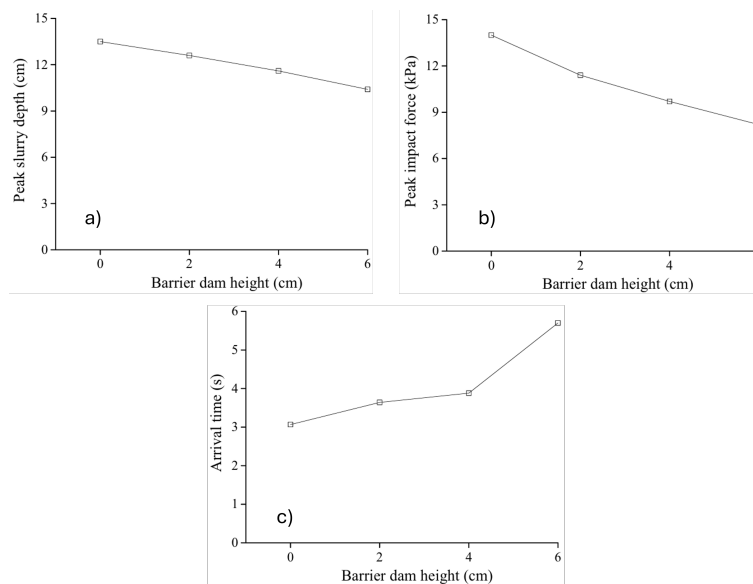 15
12
9
6
3
0
Peak slurry depth (cm)
a)
0 2 4 6
Barrier dam height (cm)
15
12
9
6
3
0
Peak impact force (kPa)
b)
0 2 4
Barrier dam height (cm)
6
5
4
3
2
1
0
Arrival time (s)
c)
0 2 4 6
Barrier dam height (cm)